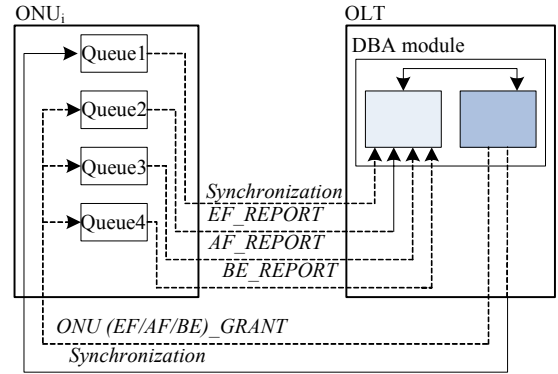 ONUi
OLT
DBA module
Queue1
Queue2
Queue3
Queue4
Synchronization
EF_REPORT
AF_REPORT
BE_REPORT
ONU (EF/AF/BE)_GRANT
Synchronization